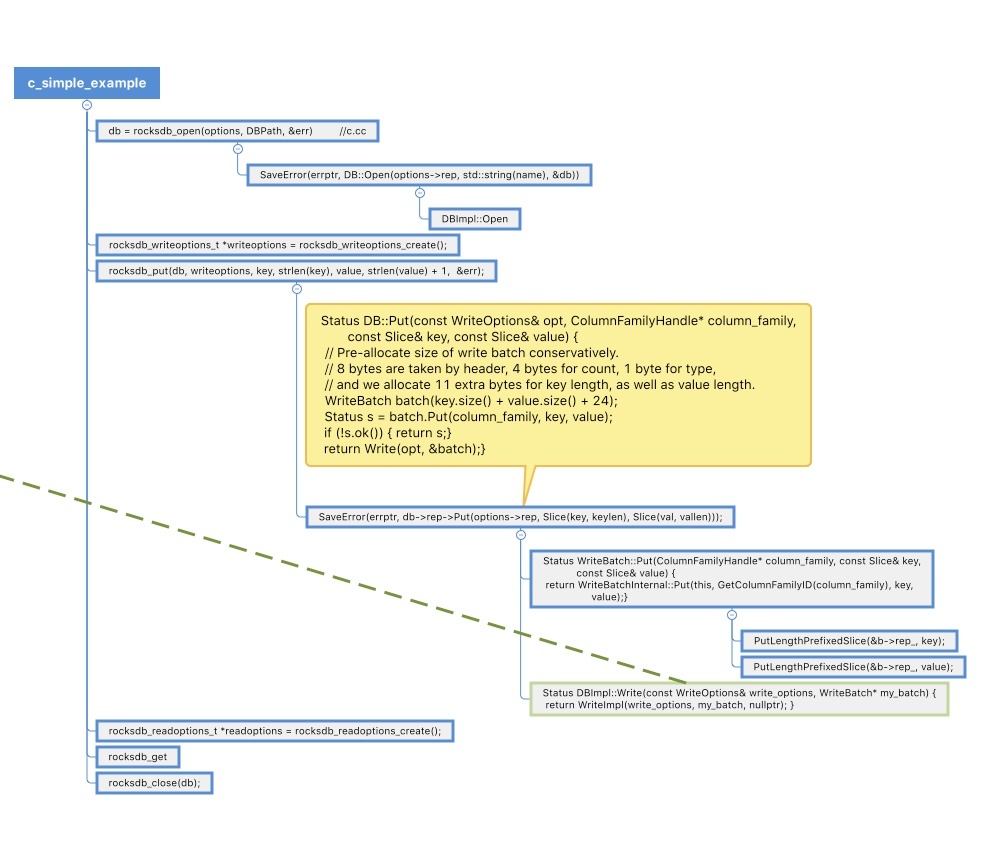 c_simple_example
db = rocksdb_open(options, DBPath, &err) //c.cc
SaveError(errptr, DB::Open(options->rep, std::string(name), &db))
DBImpl::Open
rocksdb_writeoptions_t *writeoptions = rocksdb_writeoptions_create();
rocksdb_put(db, writeoptions, key, strlen(key), value, strlen(value) + 1, &err);
Status DB::Put(const WriteOptions& opt, ColumnFamilyHandle* column_family,
const Slice& key, const Slice& value) {
// Pre-allocate size of write batch conservatively.
// 8 bytes are taken by header, 4 bytes for count, 1 byte for type,
// and we allocate 11 extra bytes for key length, as well as value length.
WriteBatch batch(key.size() + value.size() + 24);
Status s = batch.Put(column_family, key, value);
if (!s.ok()) { return s;}
return Write(opt, &batch);}
SaveError(errptr, db->rep->Put(options->rep, Slice(key, keylen), Slice(val, vallen)));
Status WriteBatch::Put(ColumnFamilyHandle* column_family, const Slice& key,
const Slice& value) {
return WriteBatchInternal::Put(this, GetColumnFamilyID(column_family), key,
value);}
PutLengthPrefixedSlice(&b->rep_, key);
PutLengthPrefixedSlice(&b->rep_, value);
Status DBImpl::Write(const WriteOptions& write_options, WriteBatch* my_batch) {
return WriteImpl(write_options, my_batch, nullptr); }
rocksdb_readoptions_t *readoptions = rocksdb_readoptions_create();
rocksdb_get
rocksdb_close(db);